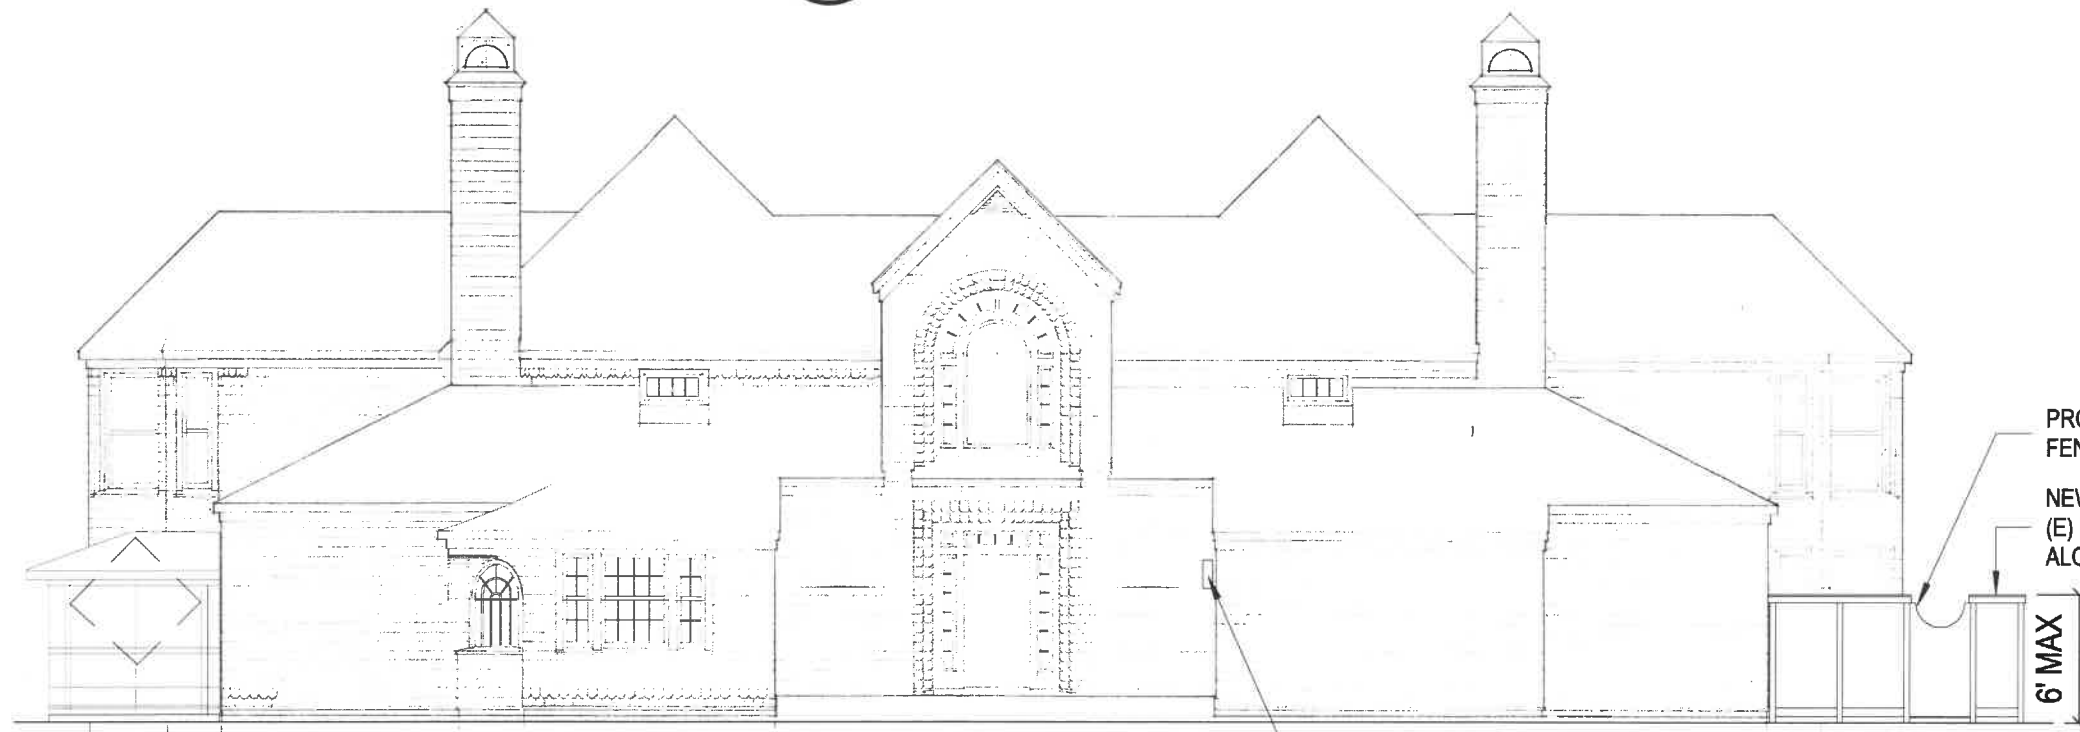 PRO
FEN
NEW
(E)
ALO
6' MAX